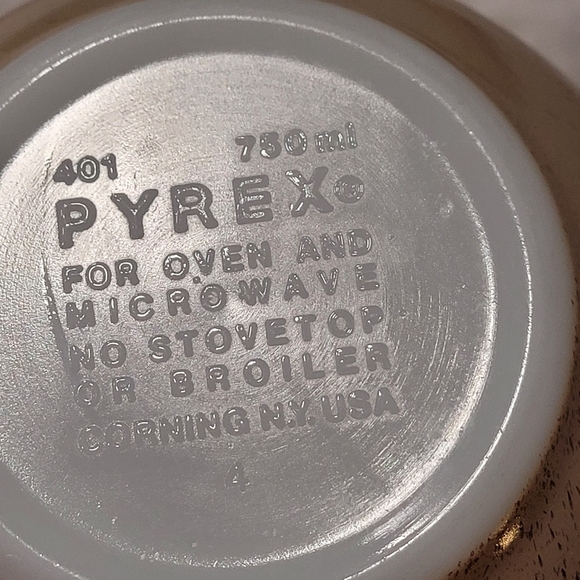 401 750 ml
PYREX®
FOR OVEN AND
MICROWAVE
NO STOVETOP
OR BROILER
CORNING N.Y. USA
4